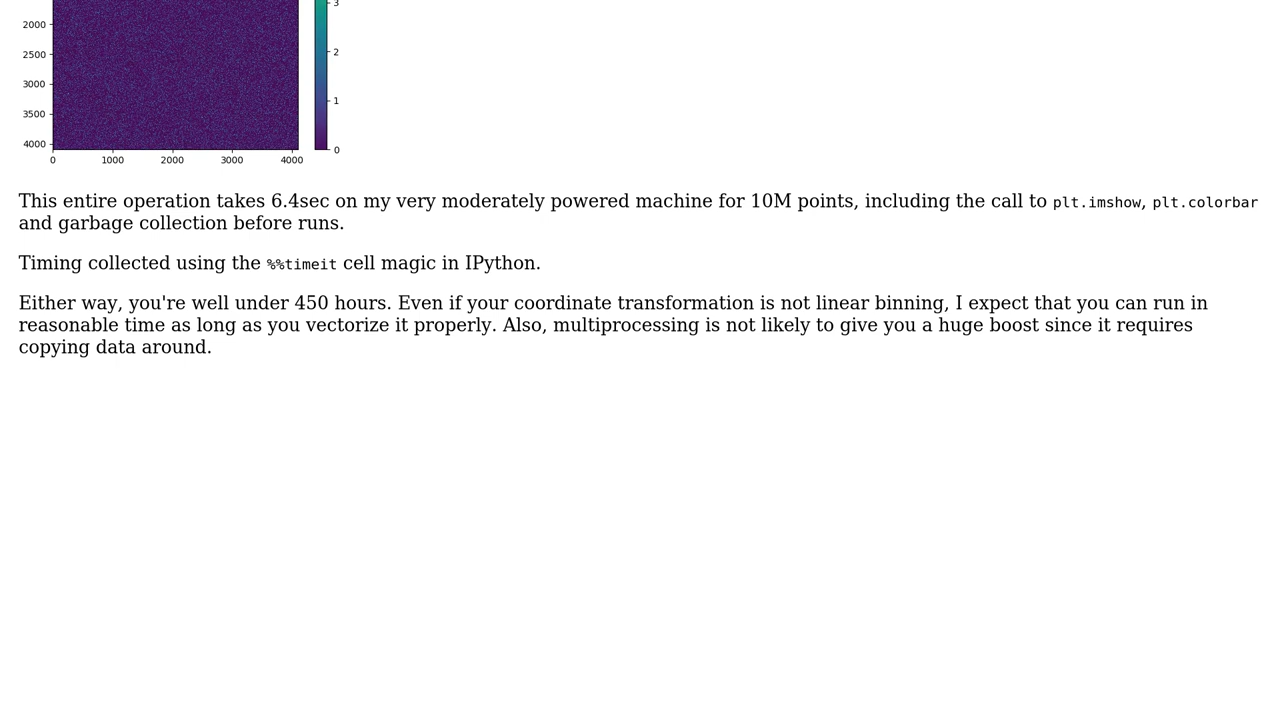 2000
2500
3000
3500
4000
0 1000 2000 3000 4000
3
2
1
0
This entire operation takes 6.4sec on my very moderately powered machine for 10M points, including the call to plt.imshow, plt.colorbar
and garbage collection before runs.
Timing collected using the %%timeit cell magic in IPython.
Either way, you're well under 450 hours. Even if your coordinate transformation is not linear binning, I expect that you can run in
reasonable time as long as you vectorize it properly. Also, multiprocessing is not likely to give you a huge boost since it requires
copying data around.